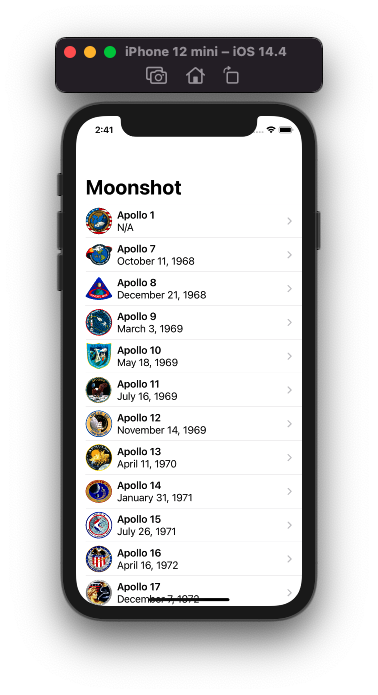 iPhone 12 mini – iOS 14.4
2:41
Moonshot
Apollo 1
N/A
Apollo 7
October 11, 1968
Apollo 8
December 21, 1968
Apollo 9
March 3, 1969
Apollo 10
May 18, 1969
Apollo 11
July 16, 1969
Apollo 12
November 14, 1969
Apollo 13
April 11, 1970
Apollo 14
January 31, 1971
Apollo 15
July 26, 1971
Apollo 16
April 16, 1972
Apollo 17
December 7, 1972